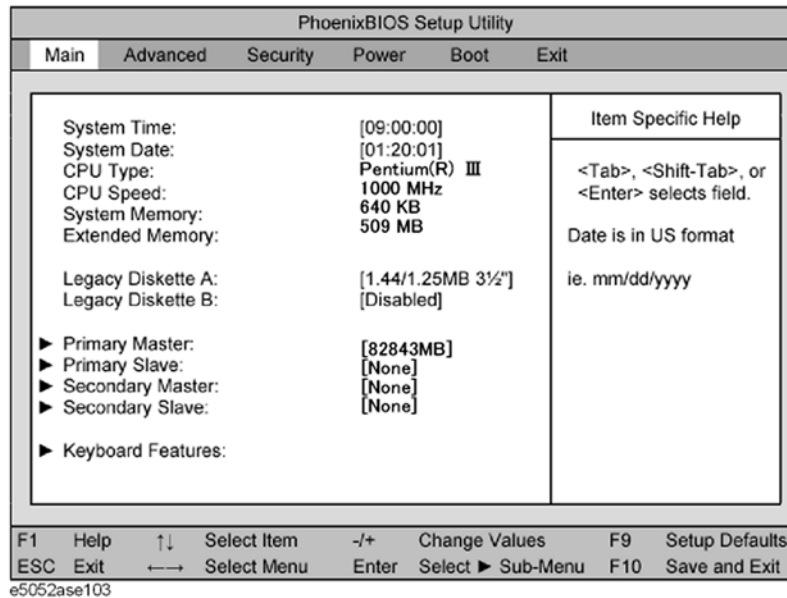 PhoenixBIOS Setup Utility
Main Advanced Security Power Boot Exit
System Time: [09:00:00]
System Date: [01:20:01]
CPU Type: Pentium(R) Ⅲ
CPU Speed: 1000 MHz
System Memory: 640 KB
Extended Memory: 509 MB
Legacy Diskette A: [1.44/1.25MB 3½"]
Legacy Diskette B: [Disabled]
► Primary Master: [82843MB]
► Primary Slave: [None]
► Secondary Master: [None]
► Secondary Slave: [None]
► Keyboard Features:
Item Specific Help
<Tab>, <Shift-Tab>, or
<Enter> selects field.
Date is in US format
ie. mm/dd/yyyy
F1 Help ↑↓ Select Item -/+ Change Values F9 Setup Defaults
ESC Exit ←→ Select Menu Enter Select ► Sub-Menu F10 Save and Exit
e5052ase103